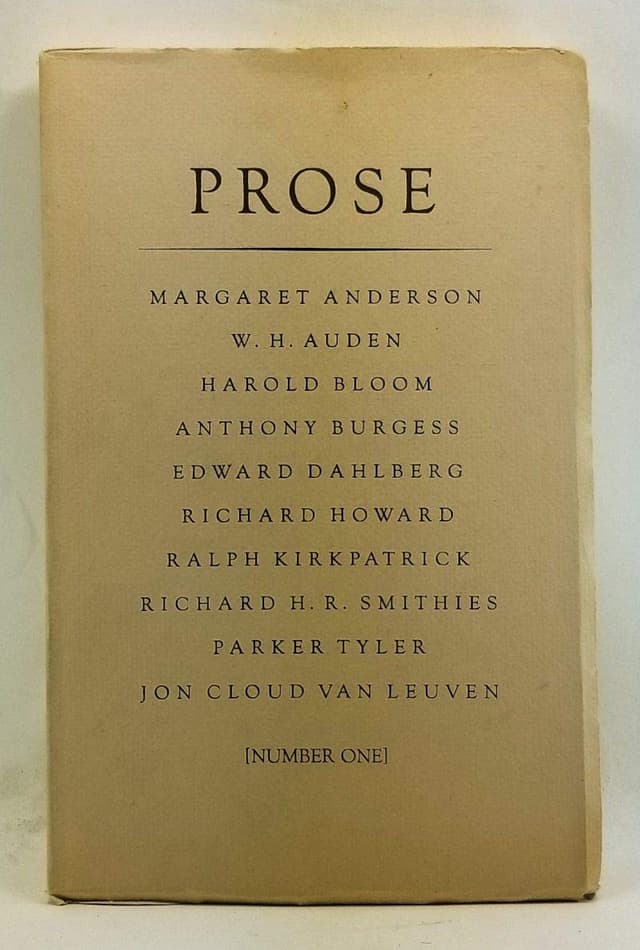 PROSE
MARGARET ANDERSON
W. H. AUDEN
HAROLD BLOOM
ANTHONY BURGESS
EDWARD DAHLBERG
RICHARD HOWARD
RALPH KIRKPATRICK
RICHARD H. R. SMITHIES
PARKER TYLER
JON CLOUD VAN LEUVEN
[NUMBER ONE]